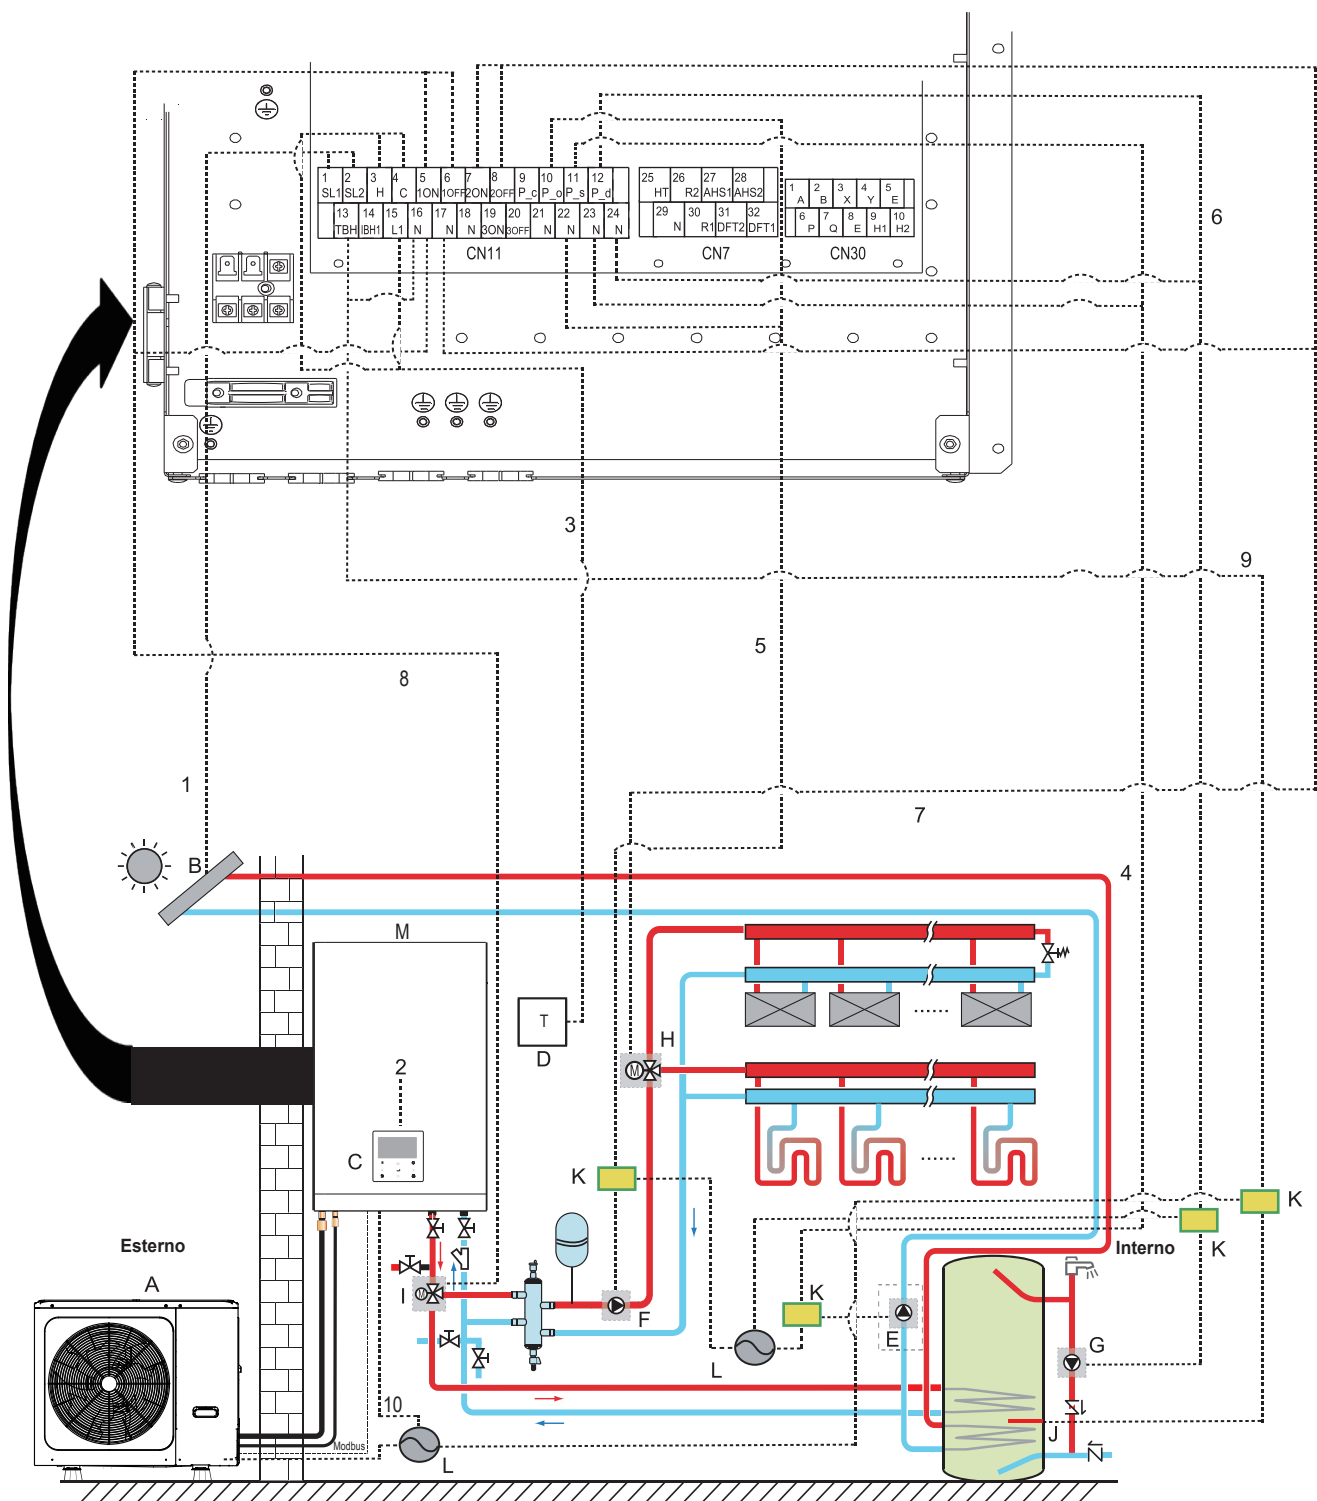 1 2 3 4 5 6 7 8 9 10 11 12
SL1 SL2 H C 1ON 1OFF 2ON 2OFF P_c P_o P_s P_d
13 14 15 16 17 18 19 20 21 22 23 24
TBH IBH1 L1 N N N 3ON 3OFF N N N N
CN11
25 26 27 28
HT R2 AHS1 AHS2
29 30 31 32
N R1 DFT2 DFT1
CN7
1 2 3 4 5
A B X Y E
6 7 8 9 10
P Q E H1 H2
CN30
6
3
9
5
8
1
7
B
4
M
T
D
H
M
2
C
K
K
K
Esterno
Interno
A
I
M
K
F
E
G
L
10
J
Modbus
L